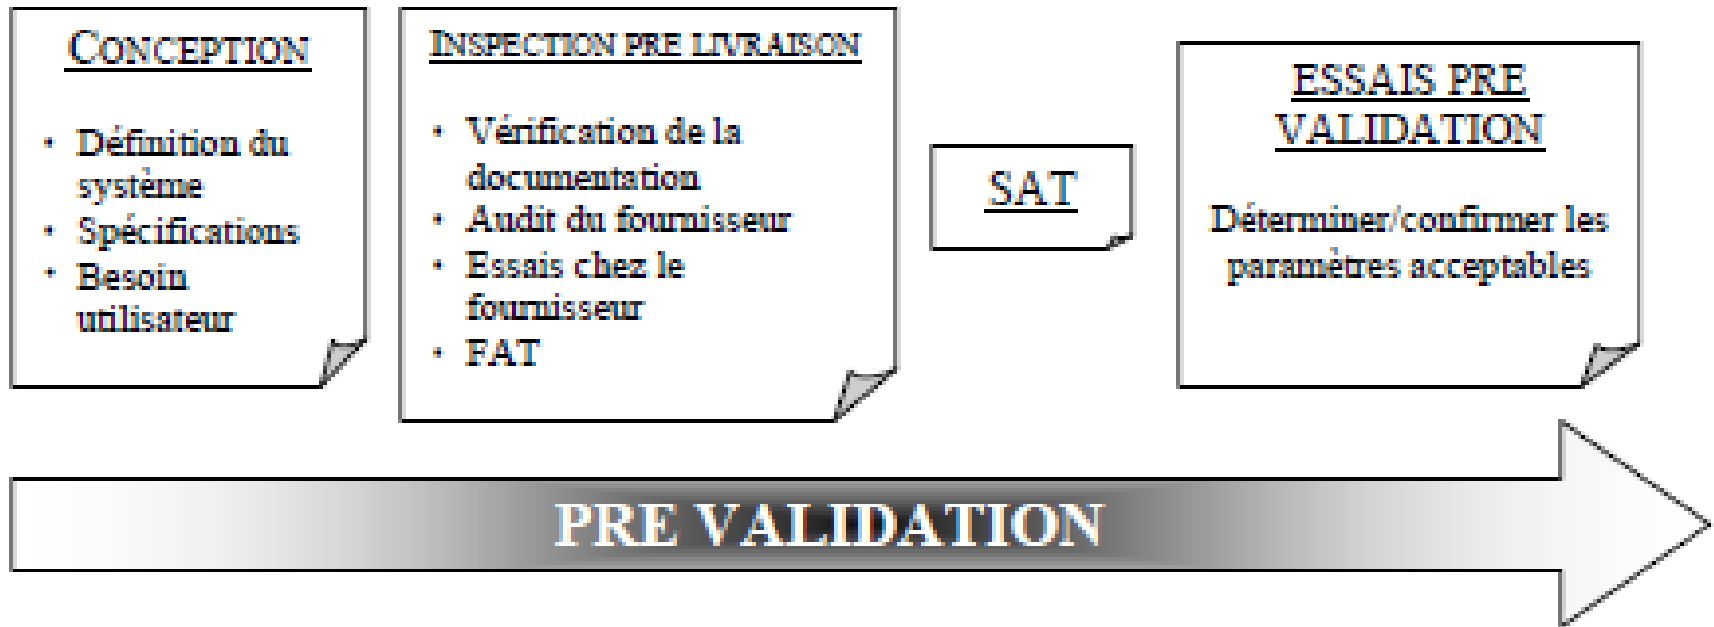 CONCEPTION
• Définition du
système
• Spécifications
• Besoin
utilisateur
INSPECTION PRE LIVRAISON
• Vérification de la
documentation
• Audit du fournisseur
• Essais chez le
fournisseur
• FAT
SAT
ESSAIS PRE
VALIDATION
Déterminer/confirmer les
paramètres acceptables
PRE VALIDATION